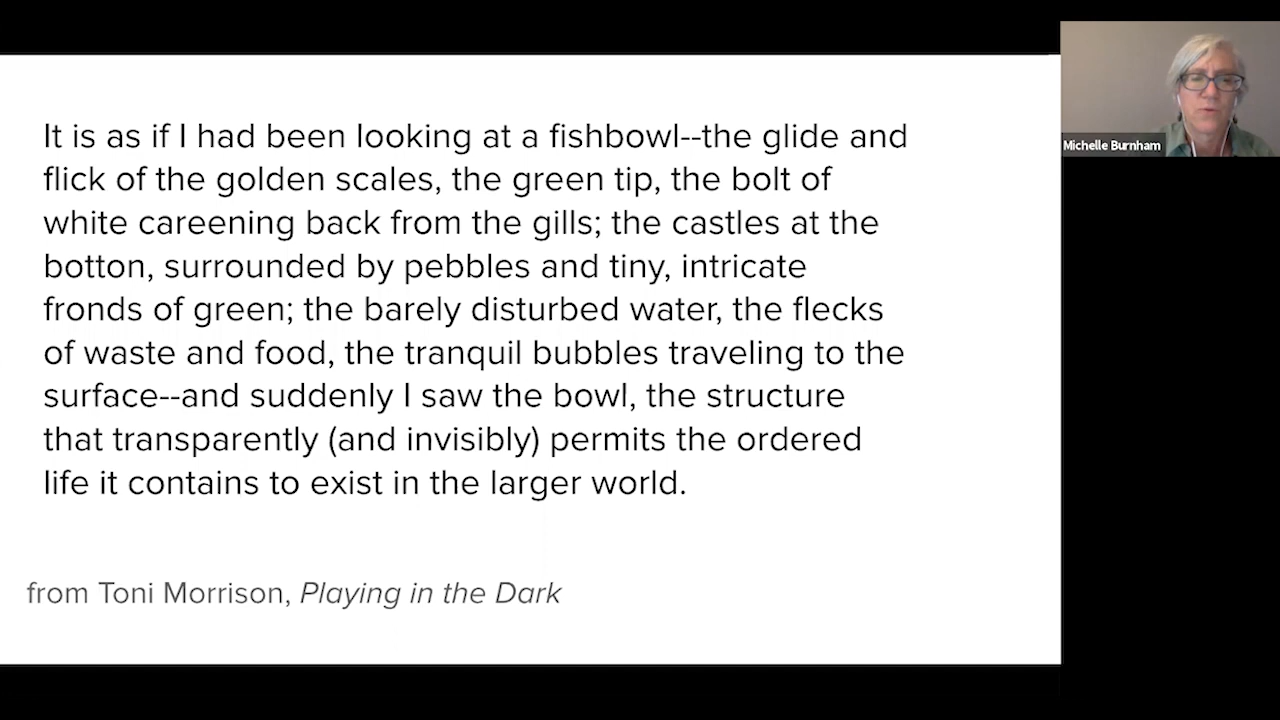 It is as if I had been looking at a fishbowl--the glide and
flick of the golden scales, the green tip, the bolt of
white careening back from the gills; the castles at the
botton, surrounded by pebbles and tiny, intricate
fronds of green; the barely disturbed water, the flecks
of waste and food, the tranquil bubbles traveling to the
surface--and suddenly I saw the bowl, the structure
that transparently (and invisibly) permits the ordered
life it contains to exist in the larger world.
from Toni Morrison, Playing in the Dark
Michelle Burnham